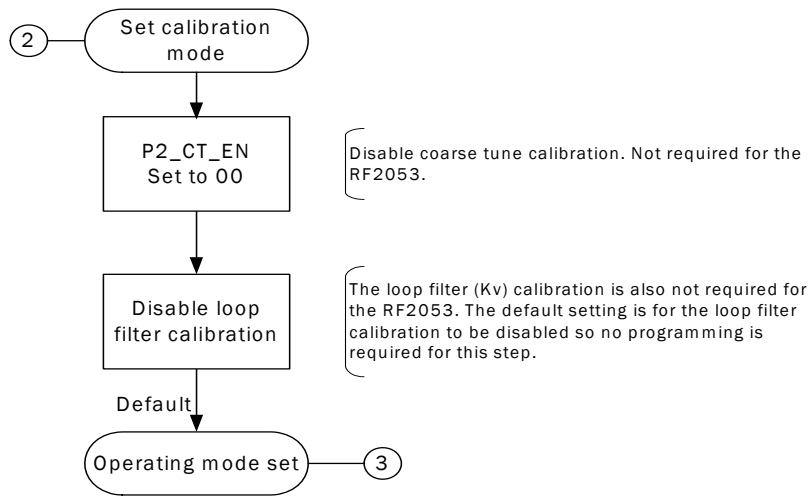 2
Set calibration
mode
P2_CT_EN
Set to 00
Disable coarse tune calibration. Not required for the
RF2053.
Disable loop
filter calibration
The loop filter (Kv) calibration is also not required for
the RF2053. The default setting is for the loop filter
calibration to be disabled so no programming is
required for this step.
Default
Operating mode set
3